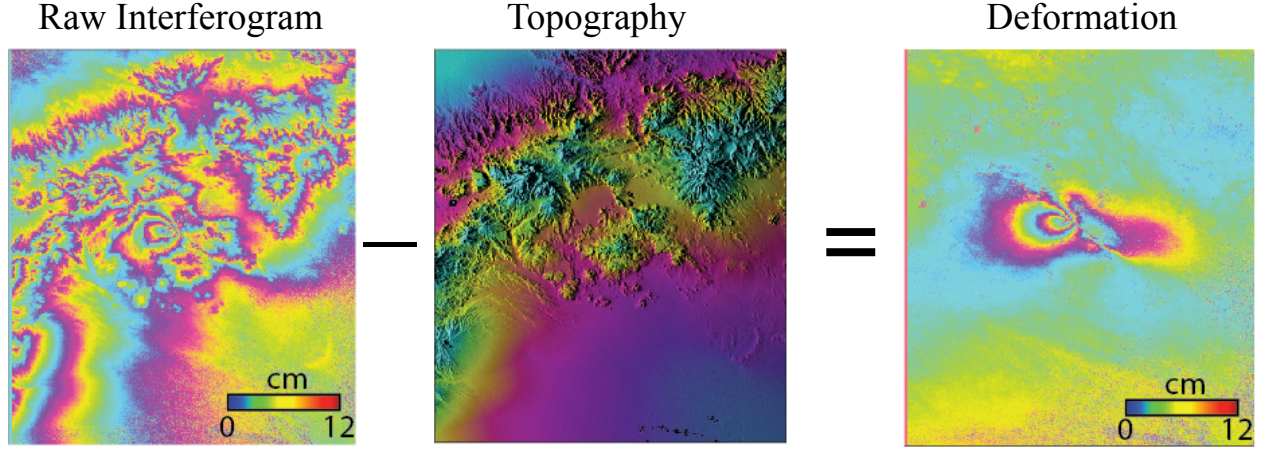 Raw Interferogram
Topography
Deformation
—
=
cm
0 12
cm
0 12